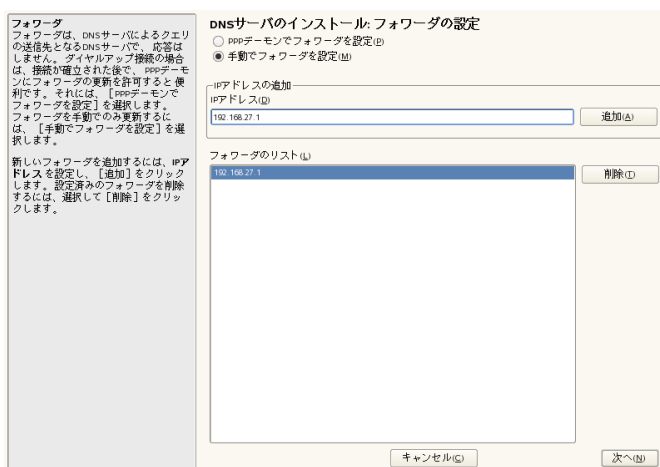 フォワーダ
フォワーダは、DNSサーバによるクエリ
の送信先となるDNSサーバで、応答は
しません。ダイヤルアップ接続の場合
は、接続が確立された後で、PPPデーモ
ンにフォワーダの更新を許可すると便
利です。それには、［PPPデーモンで
フォワーダを設定］を選択します。
フォワーダを手動でのみ更新するに
は、［手動でフォワーダを設定］を選
択します。
新しいフォワーダを追加するには、IPア
ドレスを設定し、［追加］をクリック
します。設定済みのフォワーダを削除
するには、選択して［削除］をクリッ
クします。
DNSサーバのインストール: フォワーダの設定
PPPデーモンでフォワーダを設定(P)
手動でフォワーダを設定(M)
IPアドレスの追加
IPアドレス(D)
192.168.27.1
追加(A)
フォワーダのリスト(L)
192.168.27.1
削除(T)
キャンセル(C)
次へ(N)